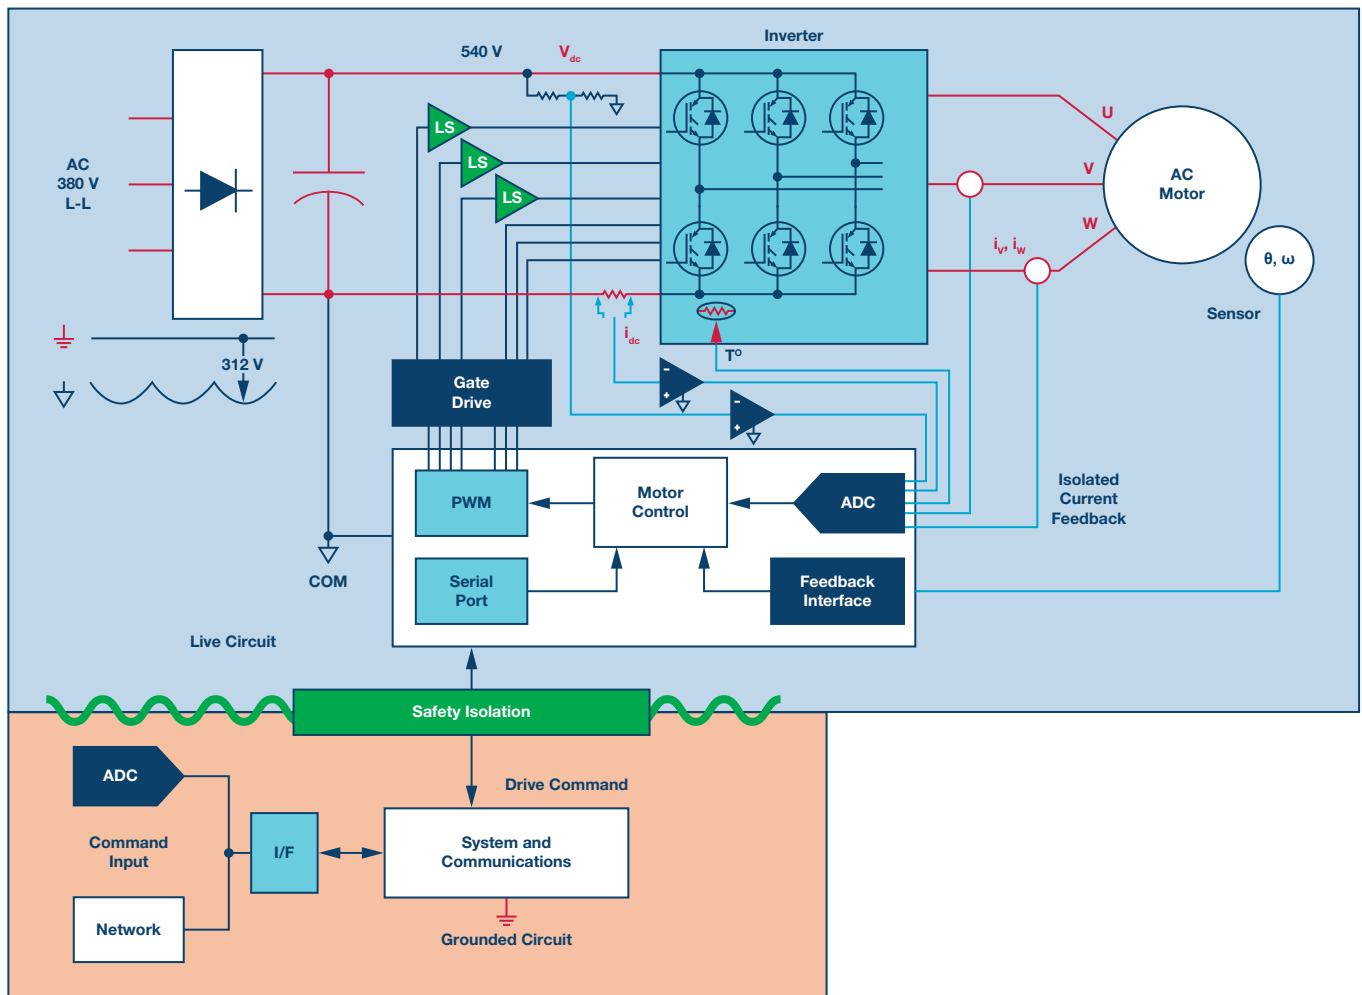 Inverter
540 V
Vdc
LS
LS
LS
AC
380 V
L-L
U
V
W
AC
Motor
iV, iW
θ, ω
Sensor
idc
T°
312 V
Gate
Drive
-
+
-
+
PWM
Motor
Control
ADC
Isolated
Current
Feedback
COM
Serial
Port
Feedback
Interface
Live Circuit
Safety Isolation
ADC
Drive Command
Command
Input
I/F
System and
Communications
Network
Grounded Circuit